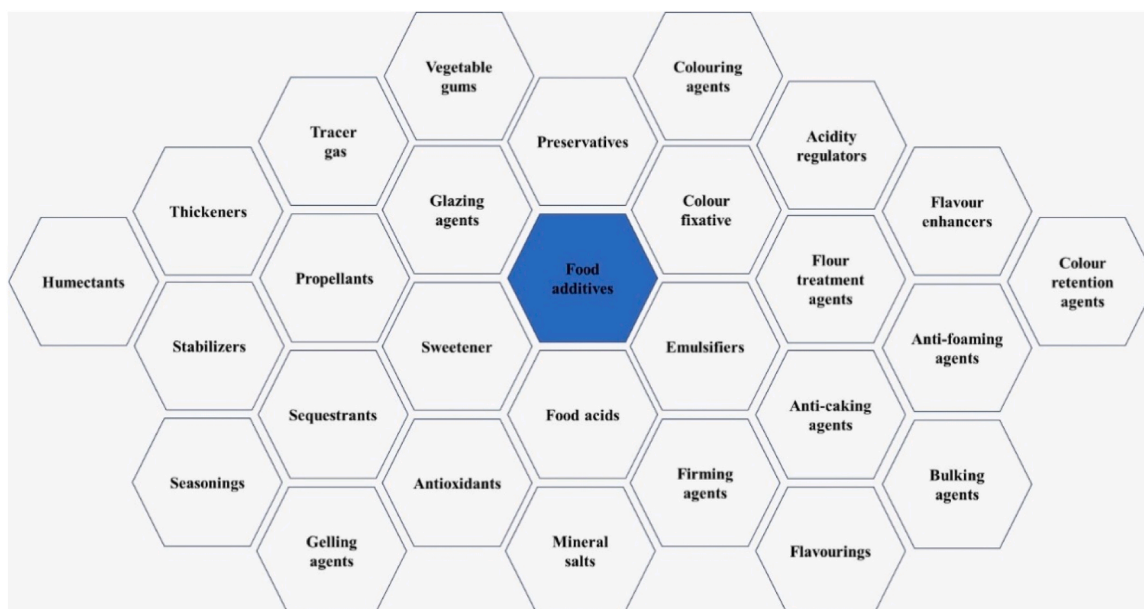 Vegetable
gums
Colouring
agents
Tracer
gas
Preservatives
Acidity
regulators
Thickeners
Glazing
agents
Colour
fixative
Flavour
enhancers
Humectants
Propellants
Food
additives
Flour
treatment
agents
Colour
retention
agents
Stabilizers
Sweetener
Emulsifiers
Anti-foaming
agents
Sequestrants
Food acids
Anti-caking
agents
Seasonings
Antioxidants
Firming
agents
Bulking
agents
Gelling
agents
Mineral
salts
Flavourings